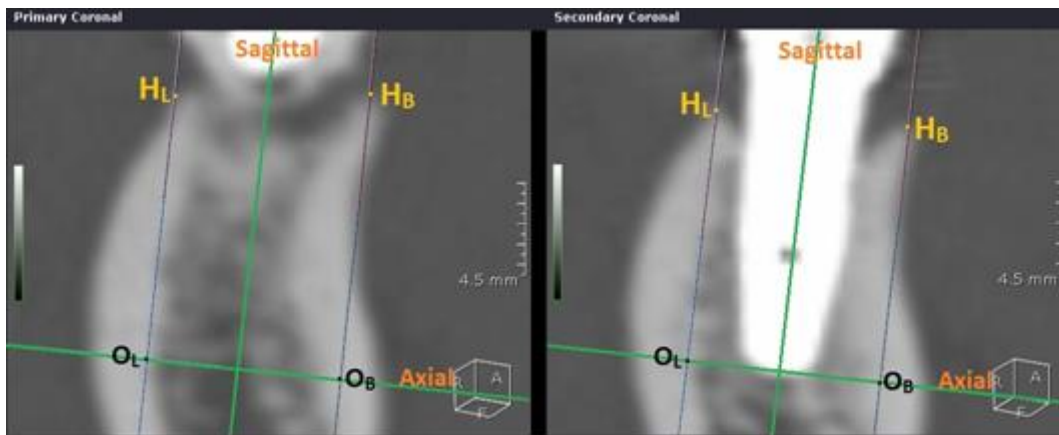 Primary Coronal
Sagittal
HL
HB
4.5 mm
OL
OB
Axial
R
A
F
Secondary Coronal
Sagittal
HL
HB
4.5 mm
OL
OB
Axial
R
A
F